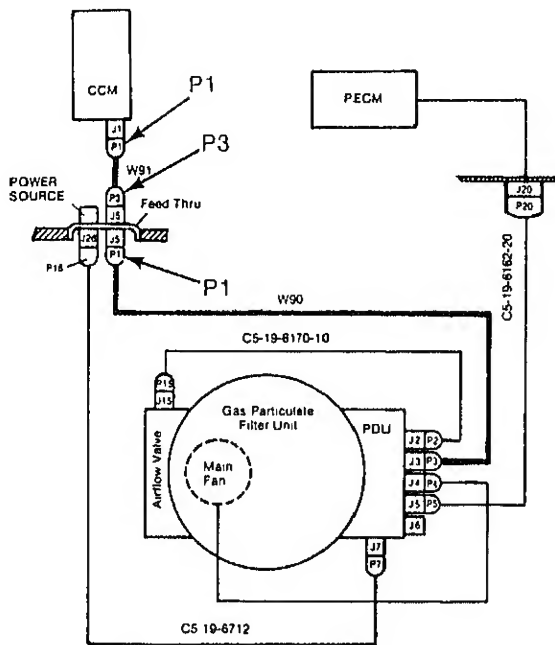 CCM
J1
P1
P1
W91
P3
P3
POWER
SOURCE
J5
Feed Thru
J26
J5
P1
P1
PECM
J20
P20
C5-19-6162-20
W90
C5-19-6170-10
P15
J15
Airflow Valve
Gas Particulate
Filter Unit
Main
Fan
PDU
J2 P2
J3 P3
J4 P4
J5 P5
J6
J7
P7
C5 19-6712